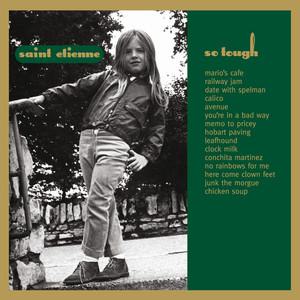 saint etienne
so tough
mario's cafe
railway jam
date with spelman
calico
avenue
you're in a bad way
memo to pricey
hobart paving
leafhound
clock milk
conchita martinez
no rainbows for me
here come clown feet
junk the morgue
chicken soup